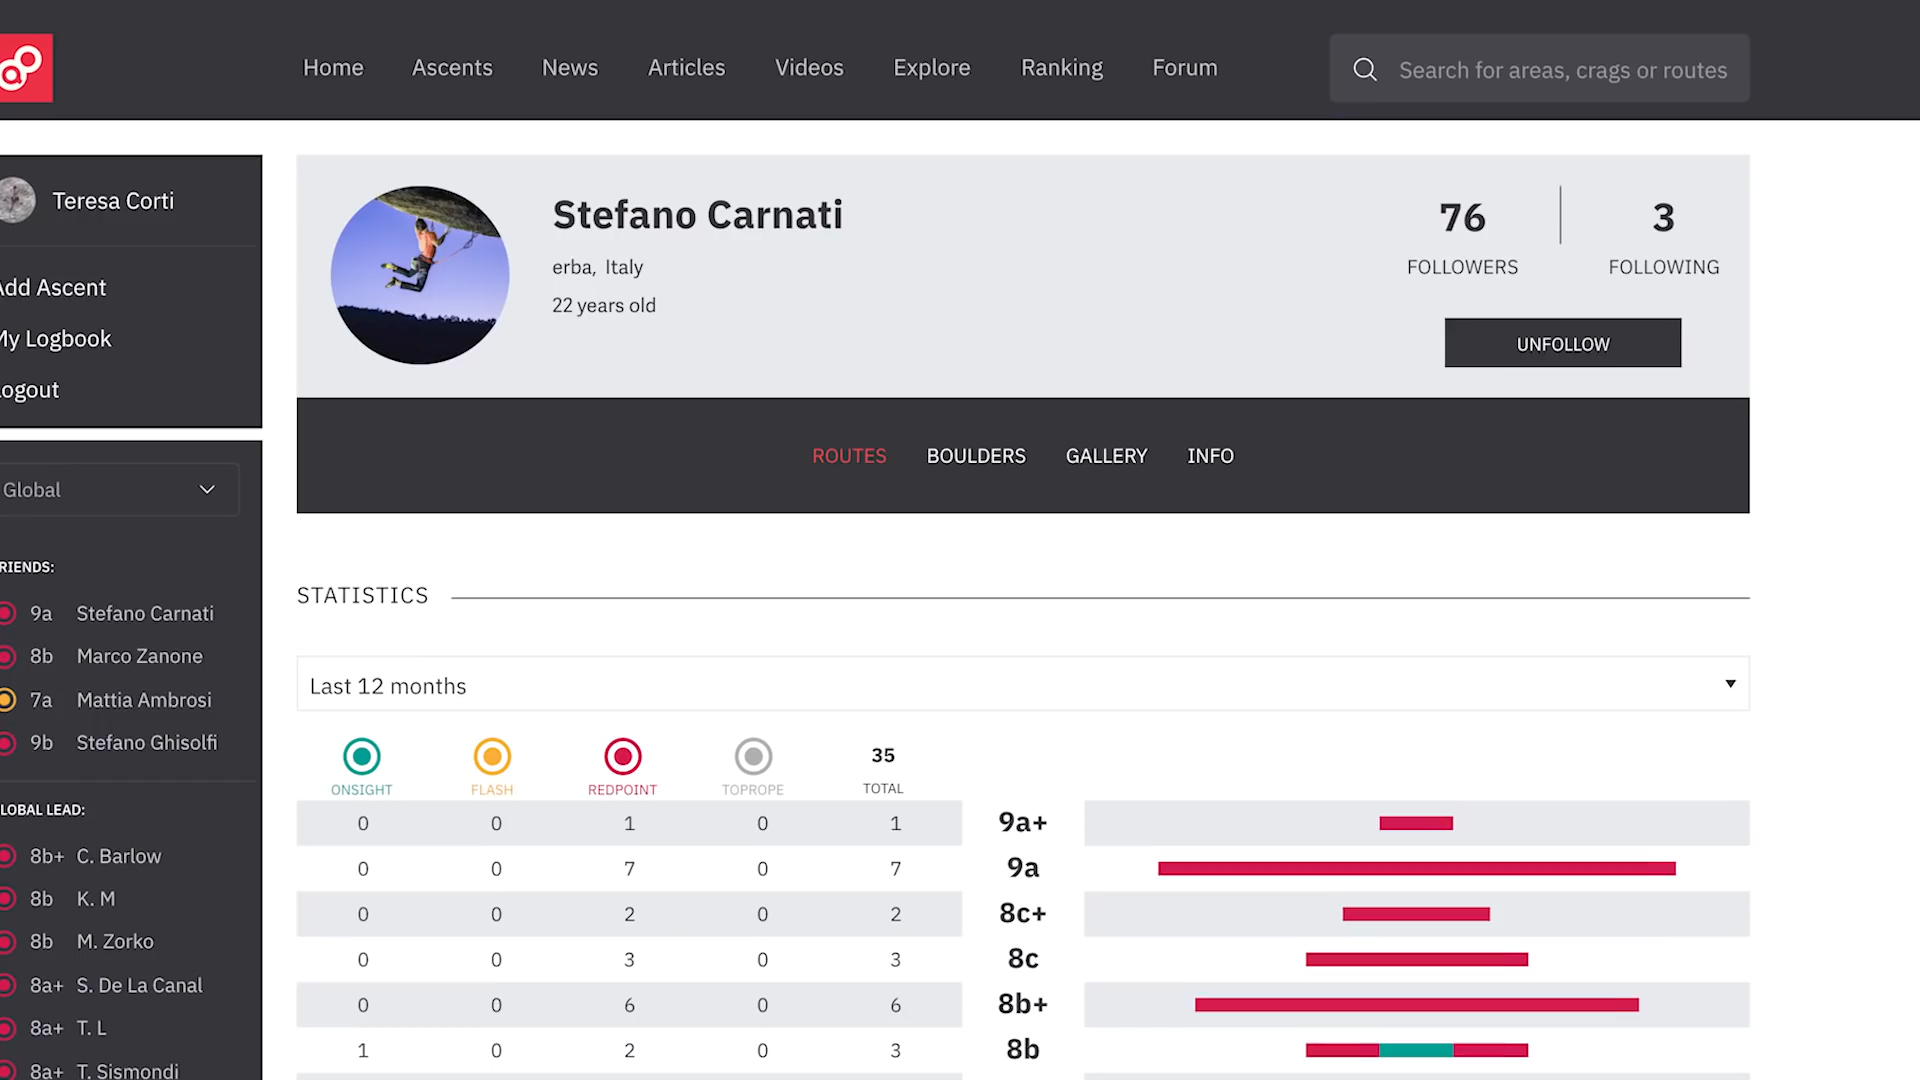 Home Ascents News Articles Videos Explore Ranking Forum Search for areas, crags or routes
Teresa Corti
Add Ascent
My Logbook
ogout
Global
RIENDS:
9a Stefano Carnati
8b Marco Zanone
7a Mattia Ambrosi
9b Stefano Ghisolfi
LOBAL LEAD:
8b+ C. Barlow
8b K. M
8b M. Zorko
8a+ S. De La Canal
8a+ T. L
8a+ T. Sismondi
Stefano Carnati
erba, Italy
22 years old
76 3
FOLLOWERS FOLLOWING
UNFOLLOW
ROUTES BOULDERS GALLERY INFO
STATISTICS
Last 12 months
35
ONSIGHT FLASH REDPOINT TOPROPE TOTAL
0 0 1 0 1 9a+
0 0 7 0 7 9a
0 0 2 0 2 8c+
0 0 3 0 3 8c
0 0 6 0 6 8b+
1 0 2 0 3 8b